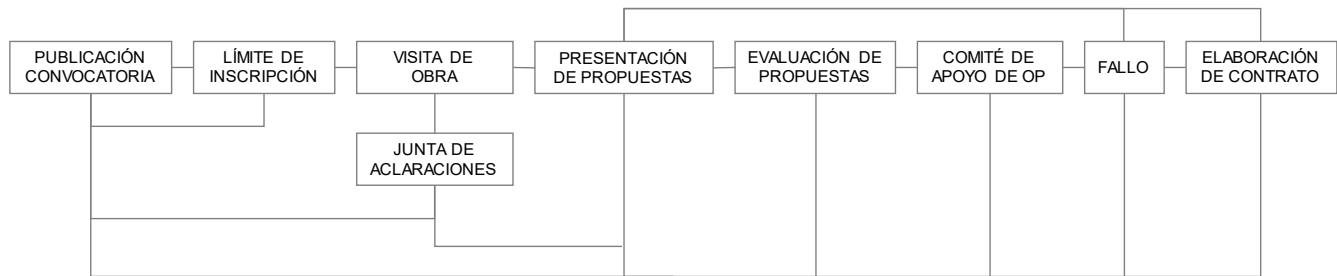 PUBLICACIÓN
CONVOCATORIA
LÍMITE DE
INSCRIPCIÓN
VISITA DE
OBRA
PRESENTACIÓN
DE PROPUESTAS
EVALUACIÓN DE
PROPUESTAS
COMITÉ DE
APOYO DE OP
FALLO
ELABORACIÓN
DE CONTRATO
JUNTA DE
ACLARACIONES